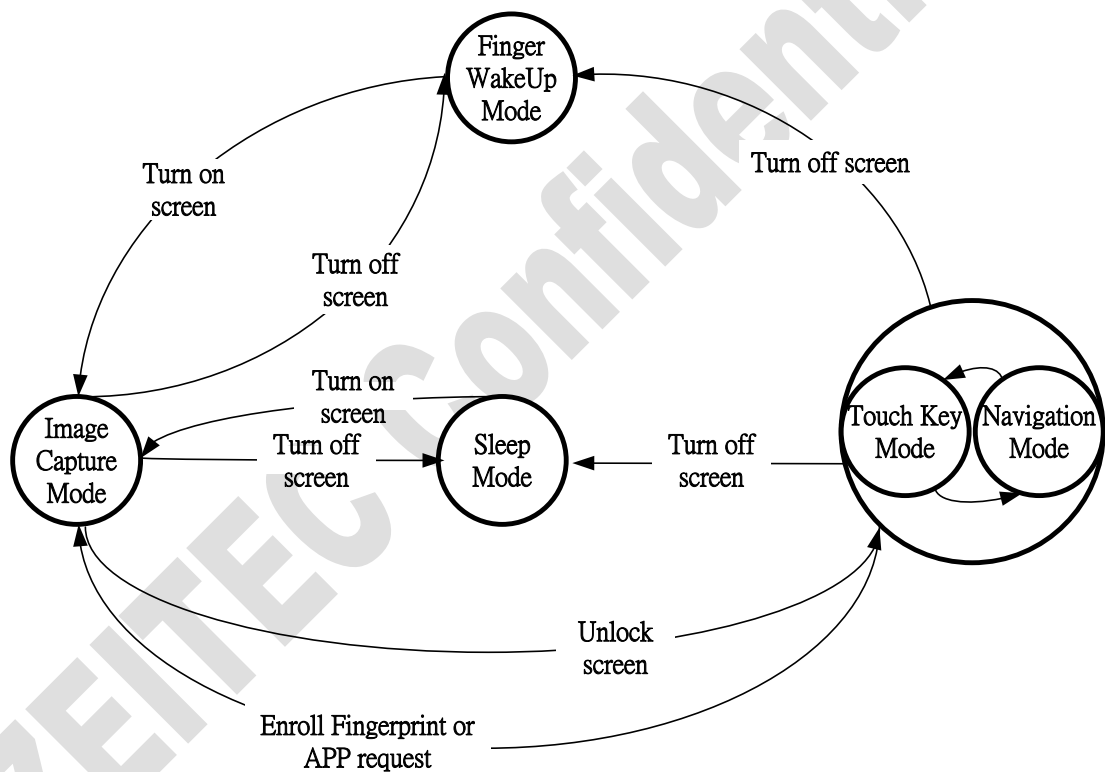 Finger
WakeUp
Mode
Turn off screen
Turn on
screen
Turn off
screen
Turn on
screen
Image
Capture
Mode
Turn off
screen
Sleep
Mode
Turn off
screen
Touch Key
Mode
Navigation
Mode
Unlock
screen
Enroll Fingerprint or
APP request
ZEITEC Confidenti